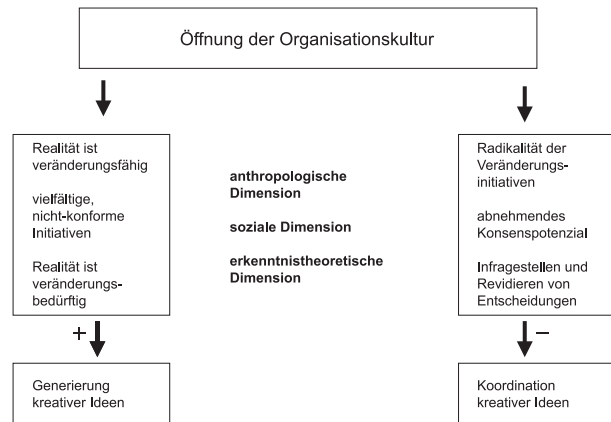 Öffnung der Organisationskultur
Realität ist
veränderungsfähig
vielfältige,
nicht-konforme
Initiativen
Realität ist
veränderungs-
bedürftig
anthropologische
Dimension
soziale Dimension
erkenntnistheoretische
Dimension
Radikalität der
Veränderungs-
initiativen
abnehmendes
Konsenspotenzial
Infragestellen und
Revidieren von
Entscheidungen
+
–
Generierung
kreativer Ideen
Koordination
kreativer Ideen